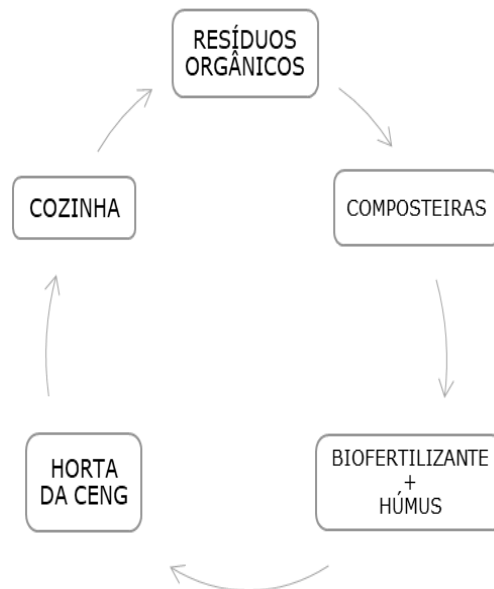 RESÍDUOS
ORGÂNICOS
COMPOSTEIRAS
BIOFERTILIZANTE
+
HÚMUS
HORTA
DA CENG
COZINHA